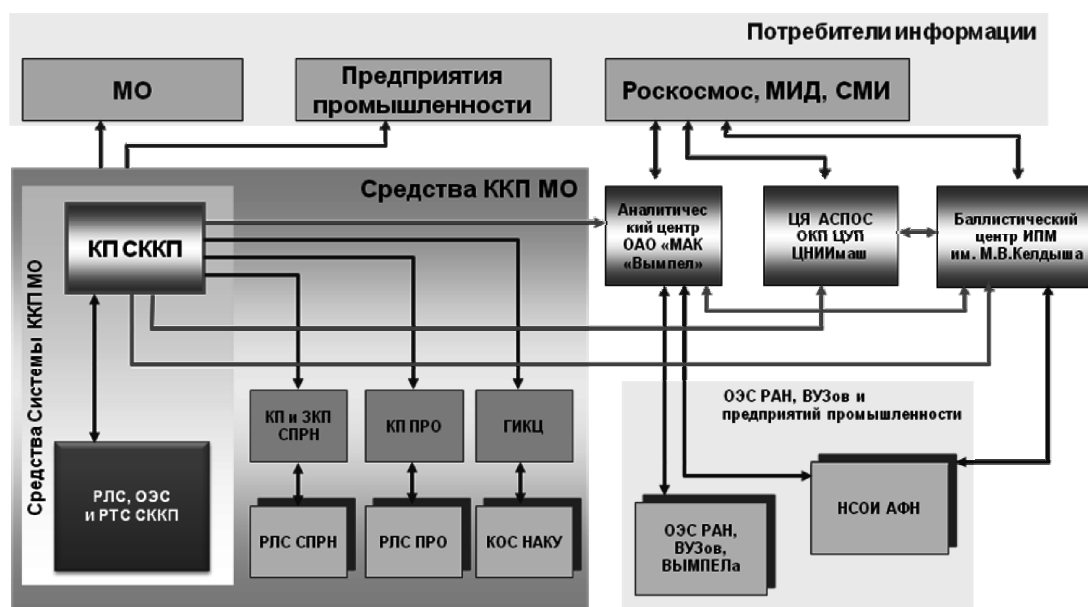 Потребители информации
МО
Предприятия
промышленности
Роскосмос, МИД, СМИ
Средства ККП МО
Средства Системы ККП МО
КП СККП
Аналитичес
кий центр
ОАО «МАК
«Вымпел»
ЦЯ АСПОС
ОКП ЦУП
ЦНИИмаш
Баллистический
центр ИПМ
им. М.В.Келдыша
ОЭС РАН, ВУЗов и
предприятий промышленности
КП и ЗКП
СПРН
КП ПРО
ГИКЦ
РЛС, ОЭС
и РТС СККП
РЛС СПРН
РЛС ПРО
КОС НАКУ
ОЭС РАН,
ВУЗов,
ВЫМПЕЛа
НСОИ АФН